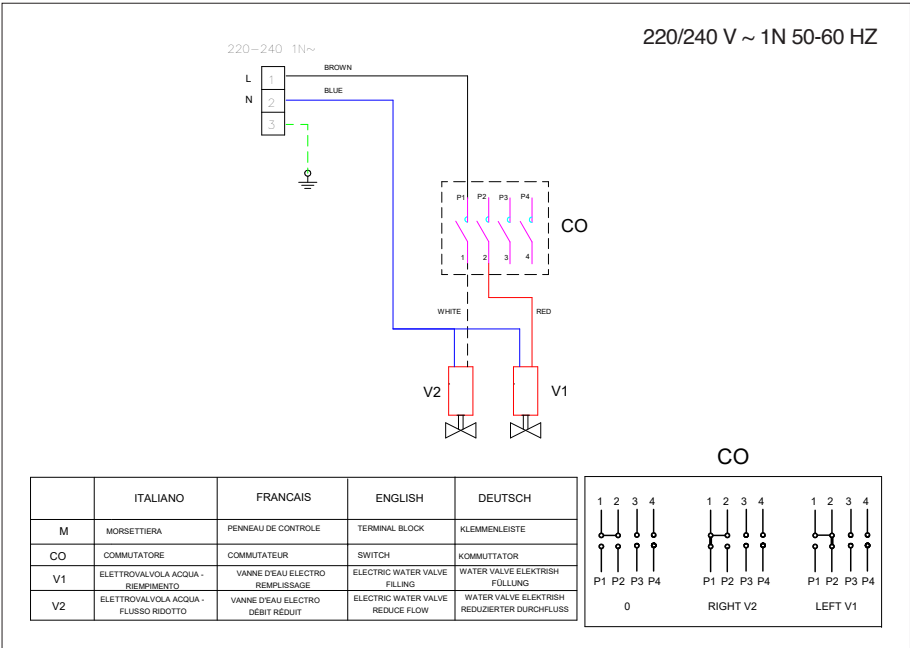 220/240 V ~ 1N 50-60 HZ
220-240 1N~
BROWN
L 1
BLUE
N 2
3
P1 P2 P3 P4
CO
1 2 3 4
WHITE RED
V2 V1
CO
ITALIANO FRANCAIS ENGLISH DEUTSCH
M MORSETTIERA PENNEAU DE CONTROLE TERMINAL BLOCK KLEMMENLEISTE
CO COMMUTATORE COMMUTATEUR SWITCH KOMMUTTATOR
V1 ELETTROVALVOLA ACQUA - VANNE D'EAU ELECTRO ELECTRIC WATER VALVE WATER VALVE ELEKTRISH
RIEMPIMENTO REMPLISSAGE FILLING FÜLLUNG
V2 ELETTROVALVOLA ACQUA - VANNE D'EAU ELECTRO ELECTRIC WATER VALVE WATER VALVE ELEKTRISH
FLUSSO RIDOTTO DÉBIT RÉDUIT REDUCE FLOW REDUZIERTER DURCHFLUSS
1 2 3 4 1 2 3 4 1 2 3 4
P1 P2 P3 P4 P1 P2 P3 P4 P1 P2 P3 P4
0 RIGHT V2 LEFT V1